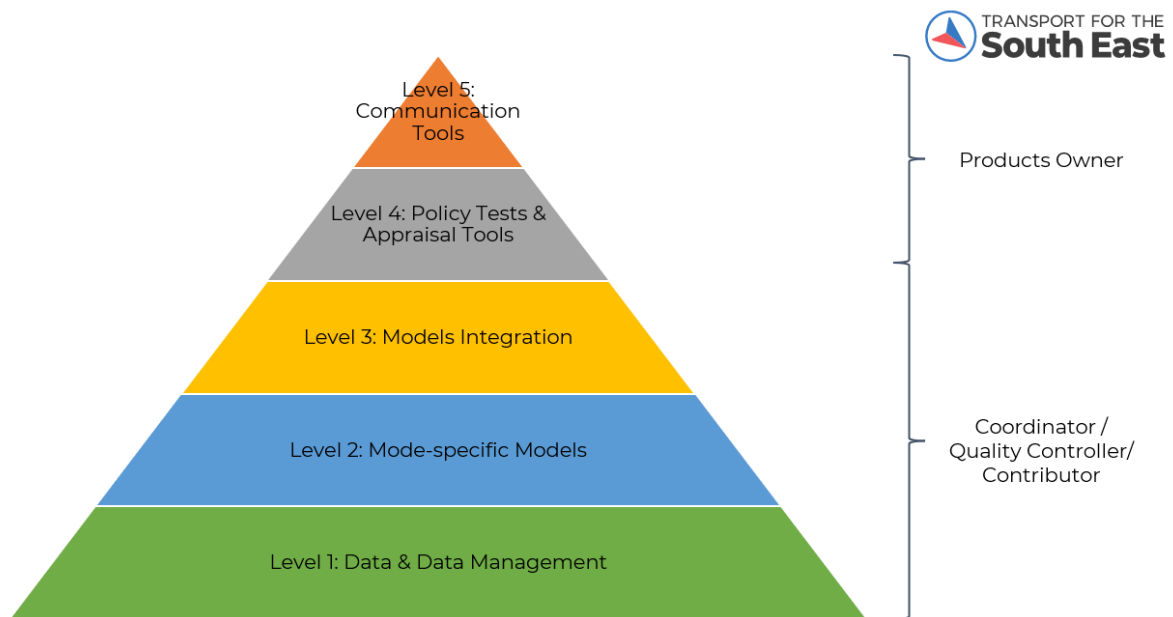 TRANSPORT FOR THE
South East
Level 5:
Communication
Tools
Products Owner
Level 4: Policy Tests &
Appraisal Tools
Level 3: Models Integration
Coordinator /
Quality Controller/
Contributor
Level 2: Mode-specific Models
Level 1: Data & Data Management